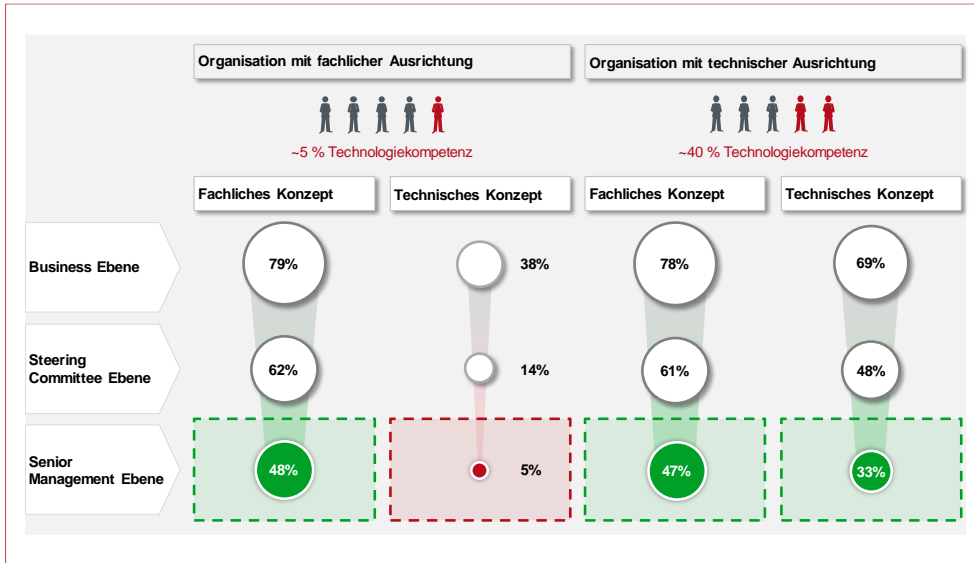 Organisation mit fachlicher Ausrichtung
Organisation mit technischer Ausrichtung
~5 % Technologiekompetenz
~40 % Technologiekompetenz
Fachliches Konzept
Technisches Konzept
Fachliches Konzept
Technisches Konzept
Business Ebene
79%
38%
78%
69%
Steering
Committee Ebene
62%
14%
61%
48%
Senior
Management Ebene
48%
5%
47%
33%